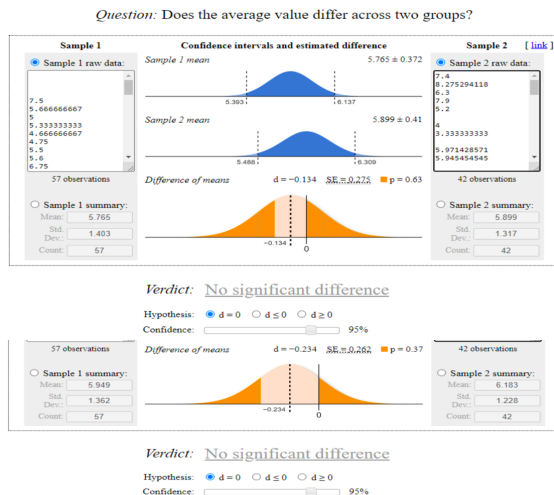 Question: Does the average value differ across two groups?
Sample 1 Confidence intervals and estimated difference Sample 2 [ link ]
Sample 1 raw data: Sample 1 mean 5.765 ± 0.372 Sample 2 raw data:
7.5
5.666666667
5
5.333333333
4.666666667
4.75
5.5
5.6
6.75
5.393 6.137
Sample 2 mean 5.899 ± 0.41
5.488 6.309
7.4
8.275294118
6.3
7.9
5.2
4
3.333333333
5.971428571
5.945454545
57 observations Difference of means d = −0.134 SE = 0.275 p = 0.63 42 observations
Sample 1 summary: Sample 2 summary:
Mean: 5.765 Mean: 5.899
Std. Dev.: 1.403 Std. Dev.: 1.317
Count: 57 Count: 42
−0.134 0
Verdict: No significant difference
Hypothesis: d = 0 d ≤ 0 d ≥ 0
Confidence: 95%
57 observations Difference of means d = −0.234 SE = 0.262 p = 0.37 42 observations
Sample 1 summary: Sample 2 summary:
Mean: 5.949 Mean: 6.183
Std. Dev.: 1.362 Std. Dev.: 1.228
Count: 57 Count: 42
−0.234 0
Verdict: No significant difference
Hypothesis: d = 0 d ≤ 0 d ≥ 0
Confidence: 95%